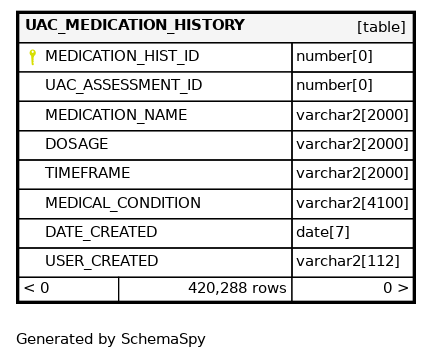 UAC_MEDICATION_HISTORY [table]
MEDICATION_HIST_ID number[0]
UAC_ASSESSMENT_ID number[0]
MEDICATION_NAME varchar2[2000]
DOSAGE varchar2[2000]
TIMEFRAME varchar2[2000]
MEDICAL_CONDITION varchar2[4100]
DATE_CREATED date[7]
USER_CREATED varchar2[112]
< 0 420,288 rows 0 >
Generated by SchemaSpy